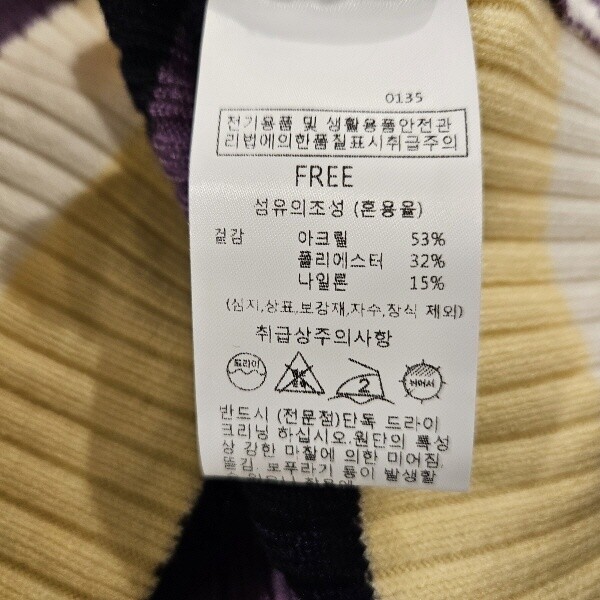 0135
전기용품 및 생활용품안전관
리법에의한품질표시취급주의
FREE
섬유의조성 (혼용율)
겉감 아크릴 53%
폴리에스터 32%
나일론 15%
(심지,상표,보강재,자수,장식 제외)
취급상주의사항
드라이
2
뉘어서
반드시 (전문점)단독 드라이
크리닝 하십시오.원단의 특성
상 강한 마찰에 의한 미어짐,
뜯김, 보푸라기 등이 발생할